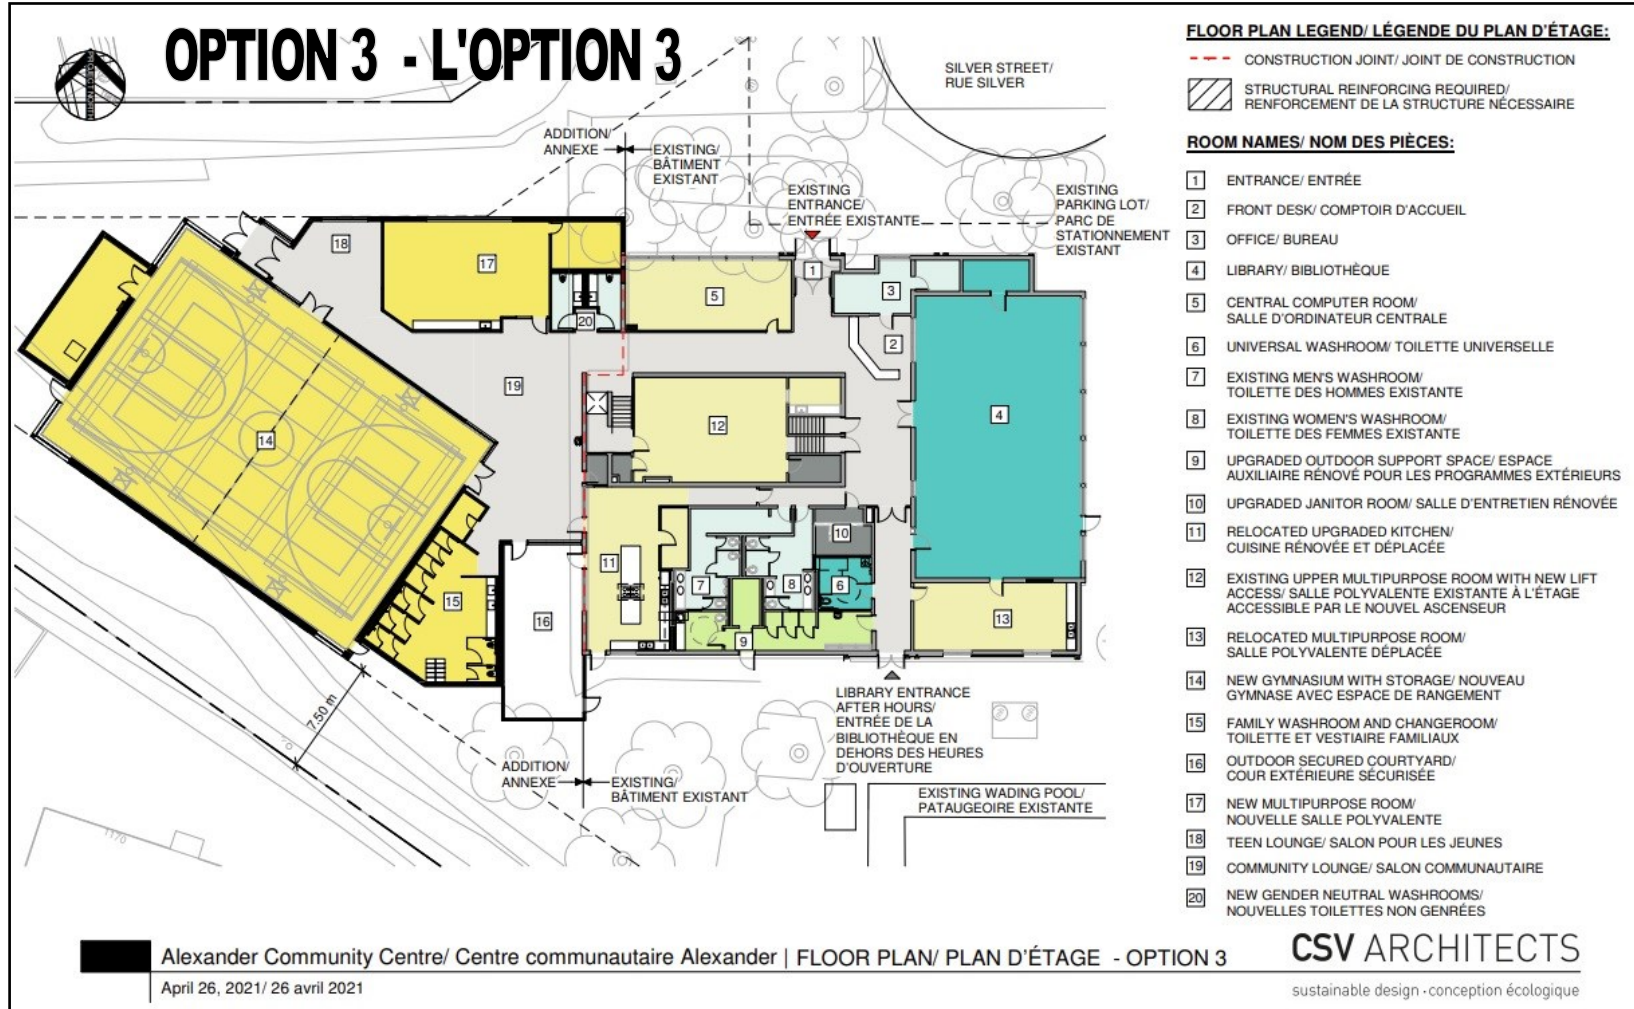 OPTION 3 - L'OPTION 3
SILVER STREET/
RUE SILVER
ADDITION/
ANNEXE
EXISTING/
BÂTIMENT
EXISTANT
EXISTING
ENTRANCE/
ENTRÉE EXISTANTE
EXISTING
PARKING LOT/
PARC DE
STATIONNEMENT
EXISTANT
18
17
20
5
1
3
2
19
12
4
14
11
7
8
10
6
15
16
9
13
7.50 m
LIBRARY ENTRANCE
AFTER HOURS/
ENTRÉE DE LA
BIBLIOTHÈQUE EN
DEHORS DES HEURES
D'OUVERTURE
ADDITION/
ANNEXE
EXISTING/
BÂTIMENT EXISTANT
EXISTING WADING POOL/
PATAUGEOIRE EXISTANTE
1176
FLOOR PLAN LEGEND/ LÉGENDE DU PLAN D'ÉTAGE:
CONSTRUCTION JOINT/ JOINT DE CONSTRUCTION
STRUCTURAL REINFORCING REQUIRED/
RENFORCEMENT DE LA STRUCTURE NÉCESSAIRE
ROOM NAMES/ NOM DES PIÈCES:
1 ENTRANCE/ ENTRÉE
2 FRONT DESK/ COMPTOIR D'ACCUEIL
3 OFFICE/ BUREAU
4 LIBRARY/ BIBLIOTHÈQUE
5 CENTRAL COMPUTER ROOM/
SALLE D'ORDINATEUR CENTRALE
6 UNIVERSAL WASHROOM/ TOILETTE UNIVERSELLE
7 EXISTING MEN'S WASHROOM/
TOILETTE DES HOMMES EXISTANTE
8 EXISTING WOMEN'S WASHROOM/
TOILETTE DES FEMMES EXISTANTE
9 UPGRADED OUTDOOR SUPPORT SPACE/ ESPACE
AUXILIAIRE RÉNOVÉ POUR LES PROGRAMMES EXTÉRIEURS
10 UPGRADED JANITOR ROOM/ SALLE D'ENTRETIEN RÉNOVÉE
11 RELOCATED UPGRADED KITCHEN/
CUISINE RÉNOVÉE ET DÉPLACÉE
12 EXISTING UPPER MULTIPURPOSE ROOM WITH NEW LIFT
ACCESS/ SALLE POLYVALENTE EXISTANTE À L'ÉTAGE
ACCESSIBLE PAR LE NOUVEL ASCENSEUR
13 RELOCATED MULTIPURPOSE ROOM/
SALLE POLYVALENTE DÉPLACÉE
14 NEW GYMNASIUM WITH STORAGE/ NOUVEAU
GYMNASE AVEC ESPACE DE RANGEMENT
15 FAMILY WASHROOM AND CHANGEROOM/
TOILETTE ET VESTIAIRE FAMILIAUX
16 OUTDOOR SECURED COURTYARD/
COUR EXTÉRIEURE SÉCURISÉE
17 NEW MULTIPURPOSE ROOM/
NOUVELLE SALLE POLYVALENTE
18 TEEN LOUNGE/ SALON POUR LES JEUNES
19 COMMUNITY LOUNGE/ SALON COMMUNAUTAIRE
20 NEW GENDER NEUTRAL WASHROOMS/
NOUVELLES TOILETTES NON GENRÉES
Alexander Community Centre/ Centre communautaire Alexander | FLOOR PLAN/ PLAN D'ÉTAGE - OPTION 3
April 26, 2021/ 26 avril 2021
CSV ARCHITECTS
sustainable design · conception écologique